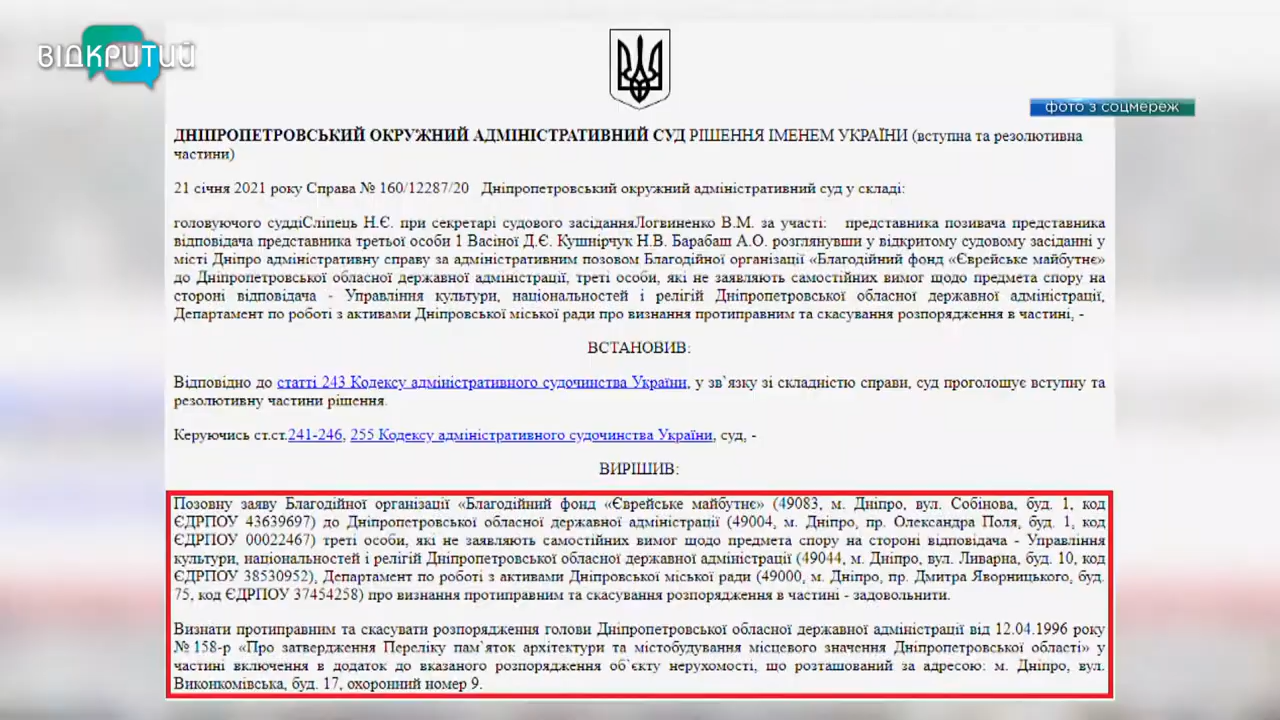 ВІДКРИТИЙ
фото з соцмереж
ДНІПРОПЕТРОВСЬКИЙ ОКРУЖНИЙ АДМІНІСТРАТИВНИЙ СУД РІШЕННЯ ІМЕНЕМ УКРАЇНИ (вступна та резолютивна
частини)
21 січня 2021 року Справа № 160/12287/20 Дніпропетровський окружний адміністративний суд у складі:
головуючого суддіСліпець Н.Є. при секретарі судового засіданняЛогвиненко В.М. за участі: представника позивача представника
відповідача представника третьої особи 1 Васіної Д.Є. Кушнірчук Н.В. Барабаш А.О. розглянувши у відкритому судовому засіданні у
місті Дніпро адміністративну справу за адміністративним позовом Благодійної організації «Благодійний фонд «Єврейське майбутнє»
до Дніпропетровської обласної державної адміністрації, треті особи, які не заявляють самостійних вимог щодо предмета спору на
стороні відповідача - Управління культури, національностей і релігій Дніпропетровської обласної державної адміністрації,
Департамент по роботі з активами Дніпровської міської ради про визнання протиправним та скасування розпорядження в частині, -
ВСТАНОВИВ:
Відповідно до статті 243 Кодексу адміністративного судочинства України, у зв`язку зі складністю справи, суд проголошує вступну та
резолютивну частини рішення.
Керуючись ст.ст.241-246, 255 Кодексу адміністративного судочинства України, суд, -
ВИРІШИВ:
Позовну заяву Благодійної організації «Благодійний фонд «Єврейське майбутнє» (49083, м. Дніпро, вул. Собінова, буд. 1, код
ЄДРПОУ 43639697) до Дніпропетровської обласної державної адміністрації (49004, м. Дніпро, пр. Олександра Поля, буд. 1, код
ЄДРПОУ 00022467) треті особи, які не заявляють самостійних вимог щодо предмета спору на стороні відповідача - Управління
культури, національностей і релігій Дніпропетровської обласної державної адміністрації (49044, м. Дніпро, вул. Ливарна, буд. 10, код
ЄДРПОУ 38530952), Департамент по роботі з активами Дніпровської міської ради (49000, м. Дніпро, пр. Дмитра Яворницького, буд.
75, код ЄДРПОУ 37454258) про визнання протиправним та скасування розпорядження в частині - задовольнити.
Визнати протиправним та скасувати розпорядження голови Дніпропетровської обласної державної адміністрації від 12.04.1996 року
№158-р «Про затвердження Переліку пам`яток архітектури та містобудування місцевого значення Дніпропетровської області» у
частині включення в додаток до вказаного розпорядження об`єкту нерухомості, що розташований за адресою: м. Дніпро, вул.
Виконкомівська, буд. 17, охоронний номер 9.